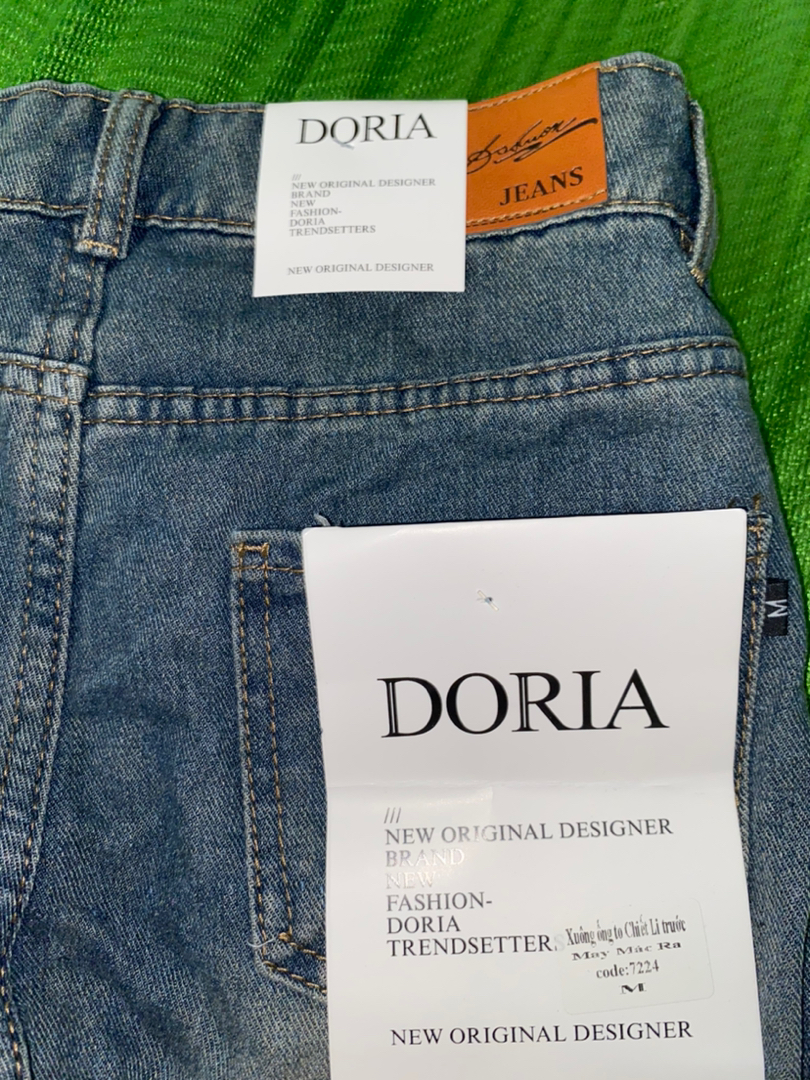 DORIA
///
NEW ORIGINAL DESIGNER
BRAND
NEW
FASHION-
DORIA
TRENDSETTERS
NEW ORIGINAL DESIGNER
JEANS
M
DORIA
///
NEW ORIGINAL DESIGNER
BRAND
NEW
FASHION-
DORIA
TRENDSETTERS
Xuông ống to Chiết Li trước
May Mác Ra
code:7224
M
NEW ORIGINAL DESIGNER